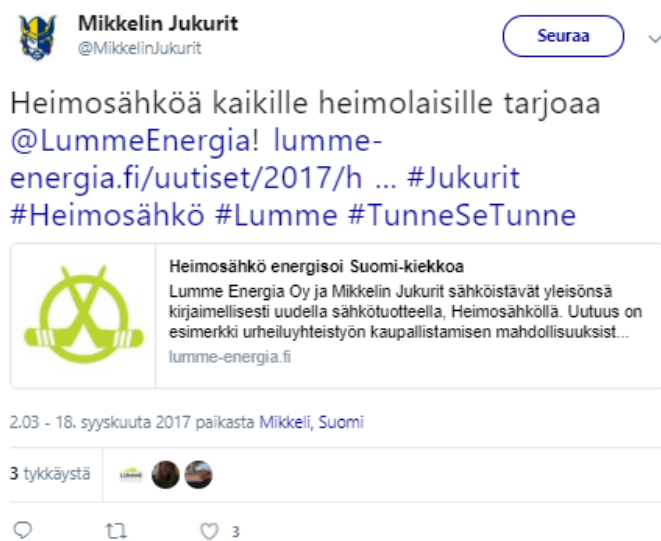 Mikkelin Jukurit
@MikkelinJukurit
Seuraa
Heimosähköä kaikille heimolaisille tarjoaa
@LummeEnergia! lumme-
energia.fi/uutiset/2017/h ... #Jukurit
#Heimosähkö #Lumme #TunneSeTunne
Heimosähkö energisoi Suomi-kiekkoa
Lumme Energia Oy ja Mikkelin Jukurit sähköistävät yleisönsä
kirjaimellisesti uudella sähkötuotteella, Heimosähköllä. Uutuus on
esimerkki urheiluyhteistyön kaupallistamisen mahdollisuuksist...
lumme-energia.fi
2.03 - 18. syyskuuta 2017 paikasta Mikkeli, Suomi
3 tykkäystä
LUMME
3